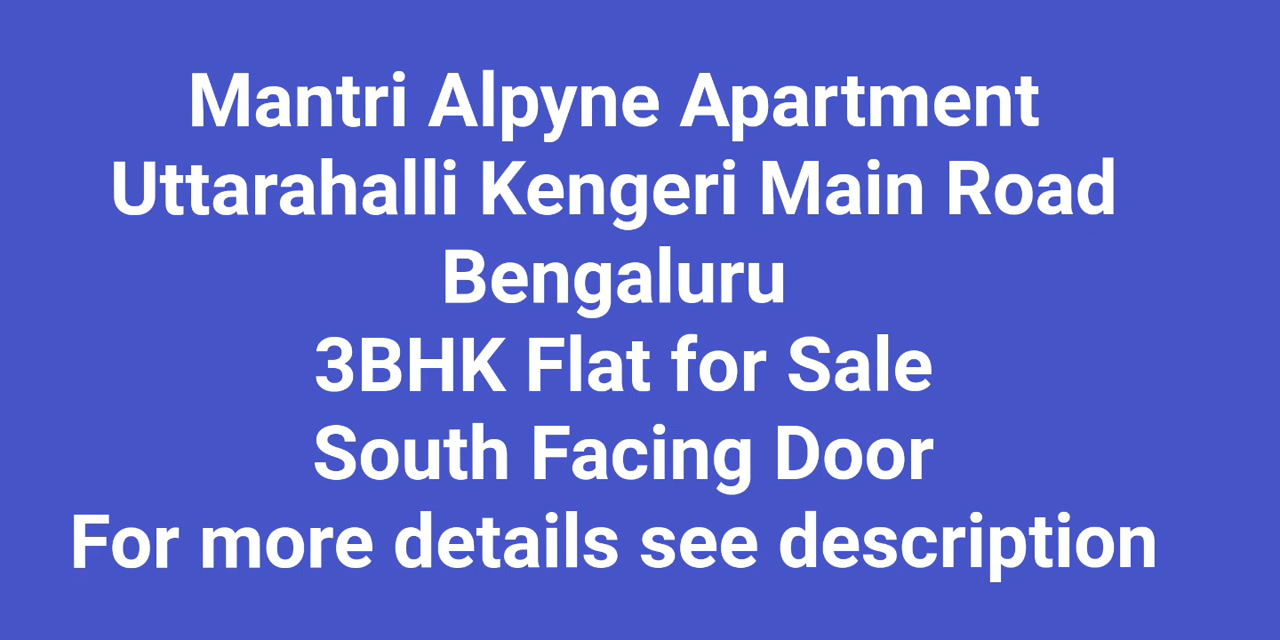 Mantri Alpyne Apartment
Uttarahalli Kengeri Main Road
Bengaluru
3BHK Flat for Sale
South Facing Door
For more details see description